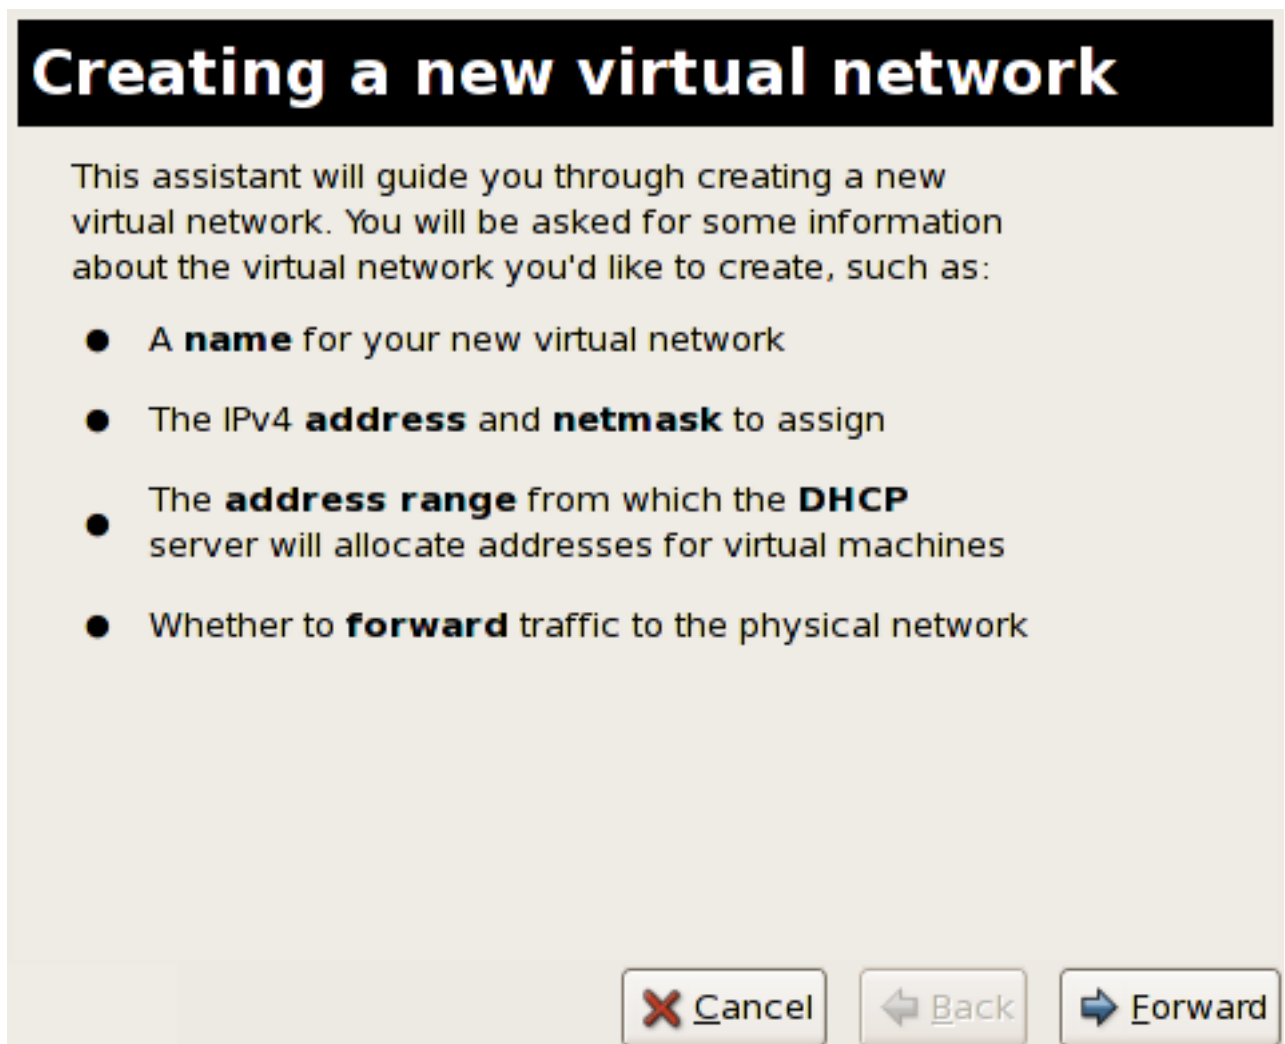 Creating a new virtual network
This assistant will guide you through creating a new
virtual network. You will be asked for some information
about the virtual network you'd like to create, such as:
● A name for your new virtual network
● The IPv4 address and netmask to assign
● The address range from which the DHCP
server will allocate addresses for virtual machines
● Whether to forward traffic to the physical network
Cancel Back Forward